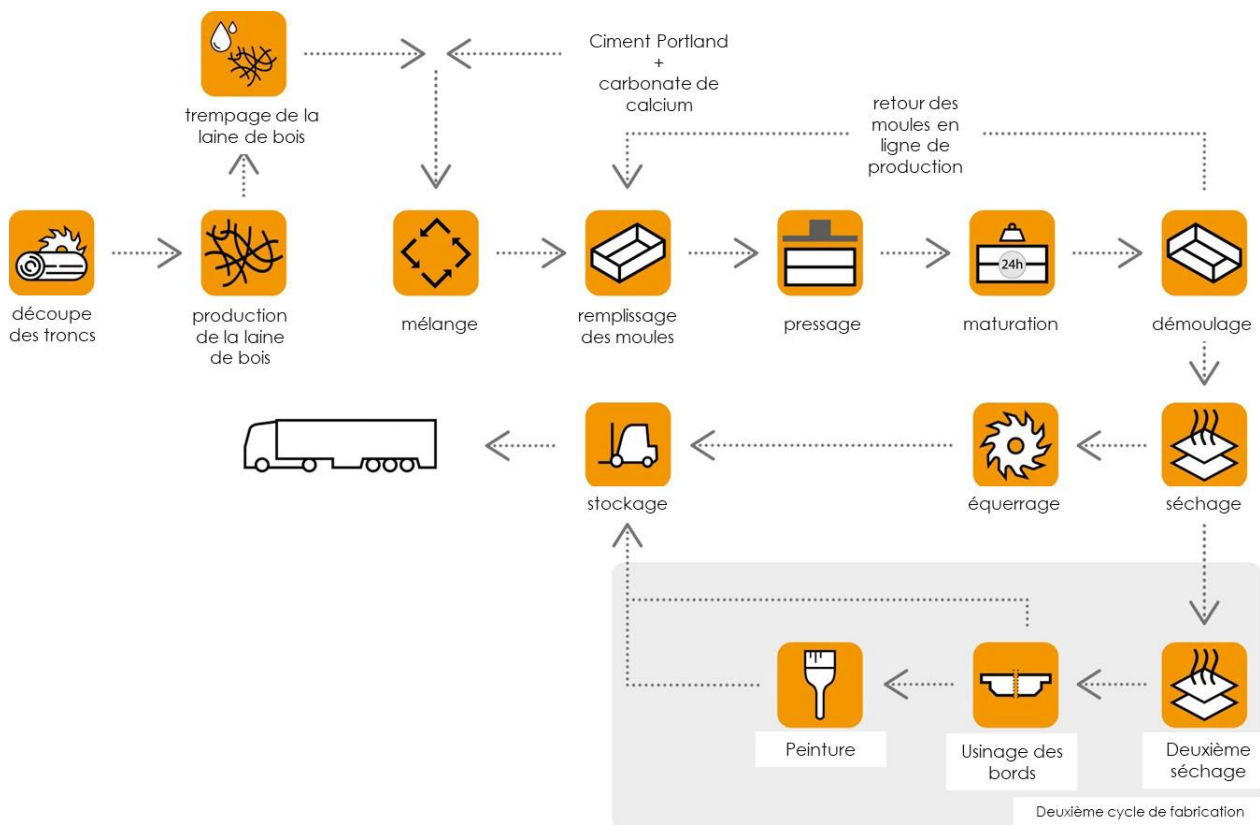 Ciment Portland
+
carbonate de
calcium
trempage de la
laine de bois
retour des
moules en
ligne de
production
24h
découpe
des troncs
production
de la laine
de bois
mélange
remplissage
des moules
pressage
maturation
démoulage
stockage
équerrage
séchage
Peinture
Usinage des
bords
Deuxième
séchage
Deuxième cycle de fabrication